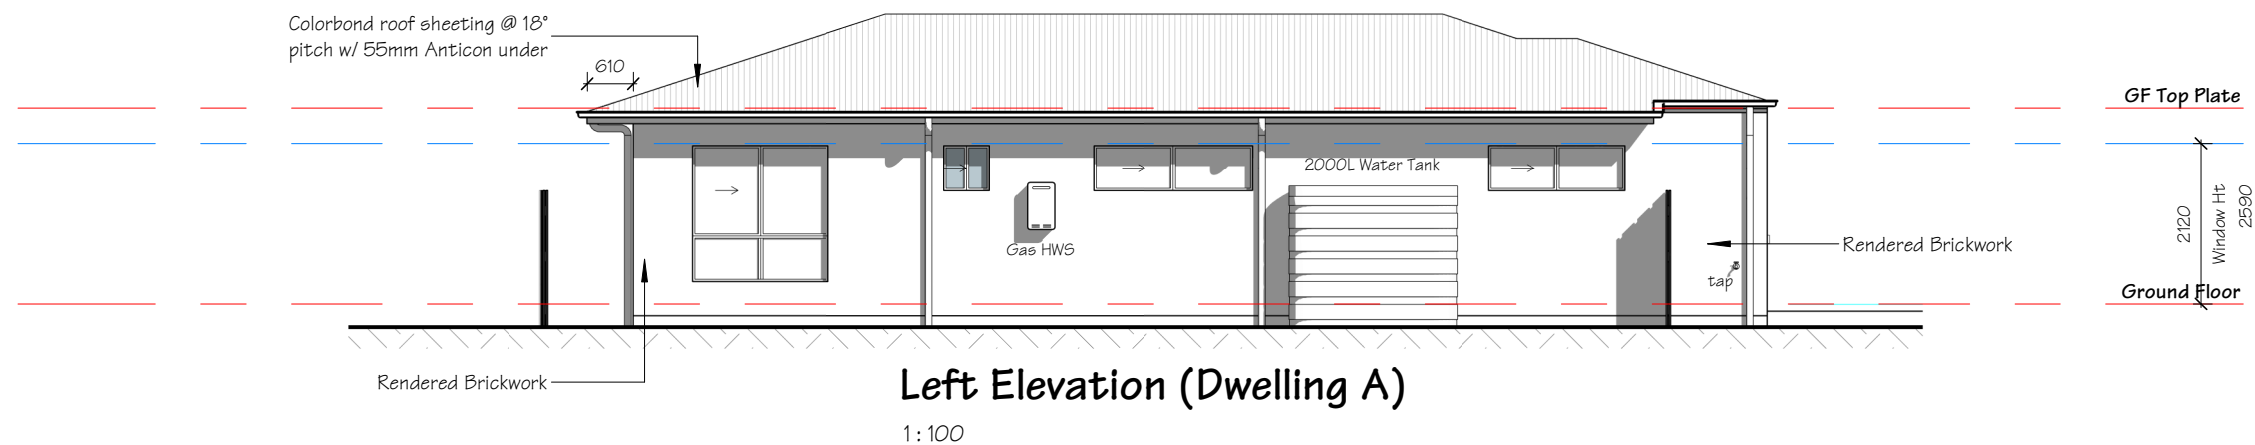 Colorbond roof sheeting @ 18°
pitch w/ 55mm Anticon under
610
GF Top Plate
2000L Water Tank
Gas HWS
Rendered Brickwork
tap
2120
Window Ht
2590
Ground Floor
Rendered Brickwork
Left Elevation (Dwelling A)
1 : 100